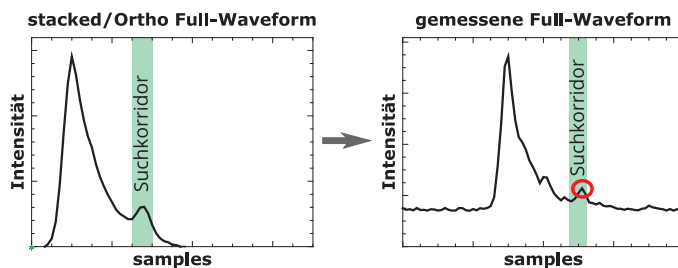 stacked/Ortho Full-Waveform
Intensität
Suchkorridor
samples
gemessene Full-Waveform
Intensität
Suchkorridor
samples